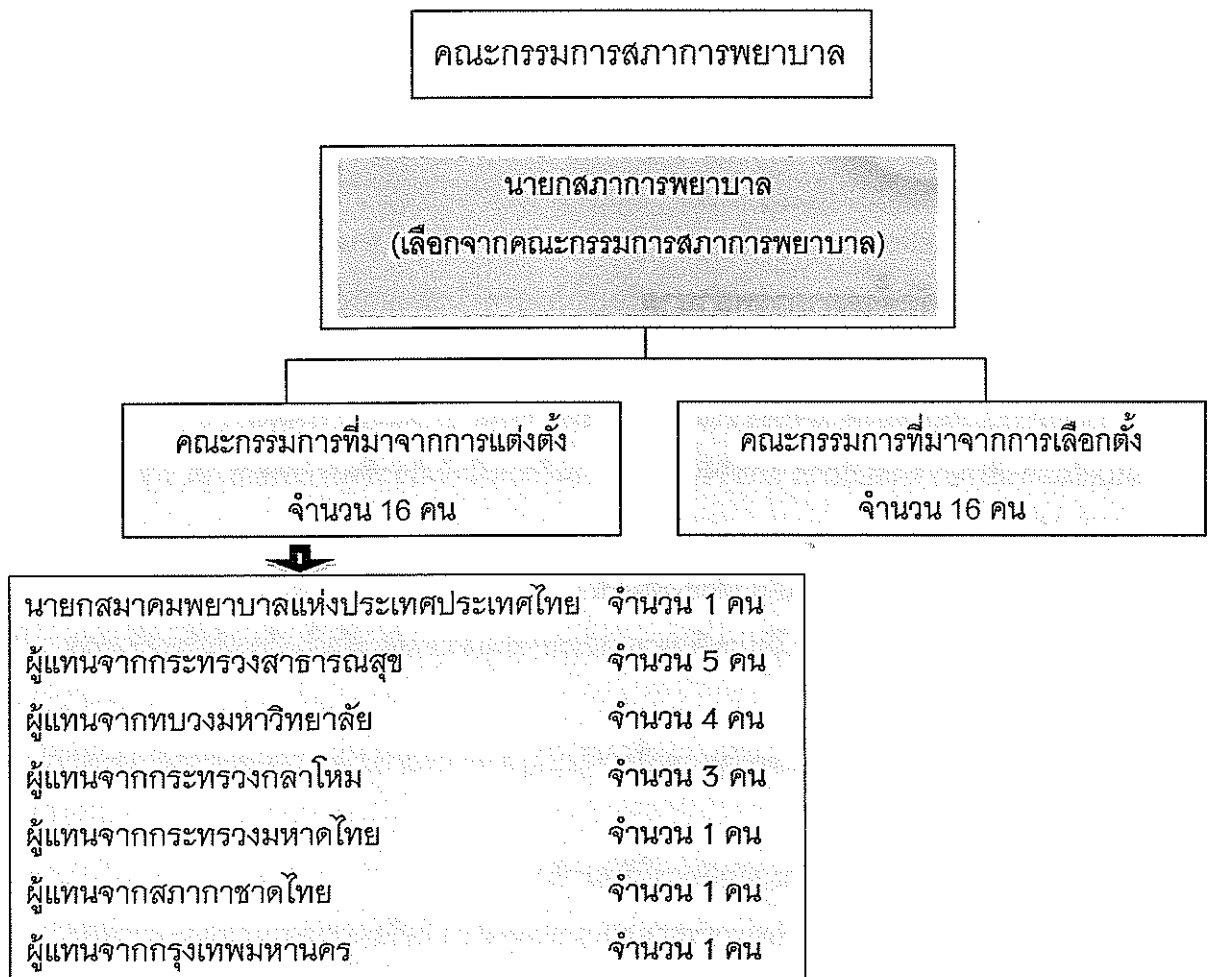 คณะกรรมการสภาการพยาบาล
นายกสภาการพยาบาล
(เลือกจากคณะกรรมการสภาการพยาบาล)
คณะกรรมการที่มาจากการแต่งตั้ง
จำนวน 16 คน
คณะกรรมการที่มาจากการเลือกตั้ง
จำนวน 16 คน
นายกสมาคมพยาบาลแห่งประเทศประเทศไทย จำนวน 1 คน
ผู้แทนจากกระทรวงสาธารณสุข จำนวน 5 คน
ผู้แทนจากทบวงมหาวิทยาลัย จำนวน 4 คน
ผู้แทนจากกระทรวงกลาโหม จำนวน 3 คน
ผู้แทนจากกระทรวงมหาดไทย จำนวน 1 คน
ผู้แทนจากสภากาชาดไทย จำนวน 1 คน
ผู้แทนจากกรุงเทพมหานคร จำนวน 1 คน